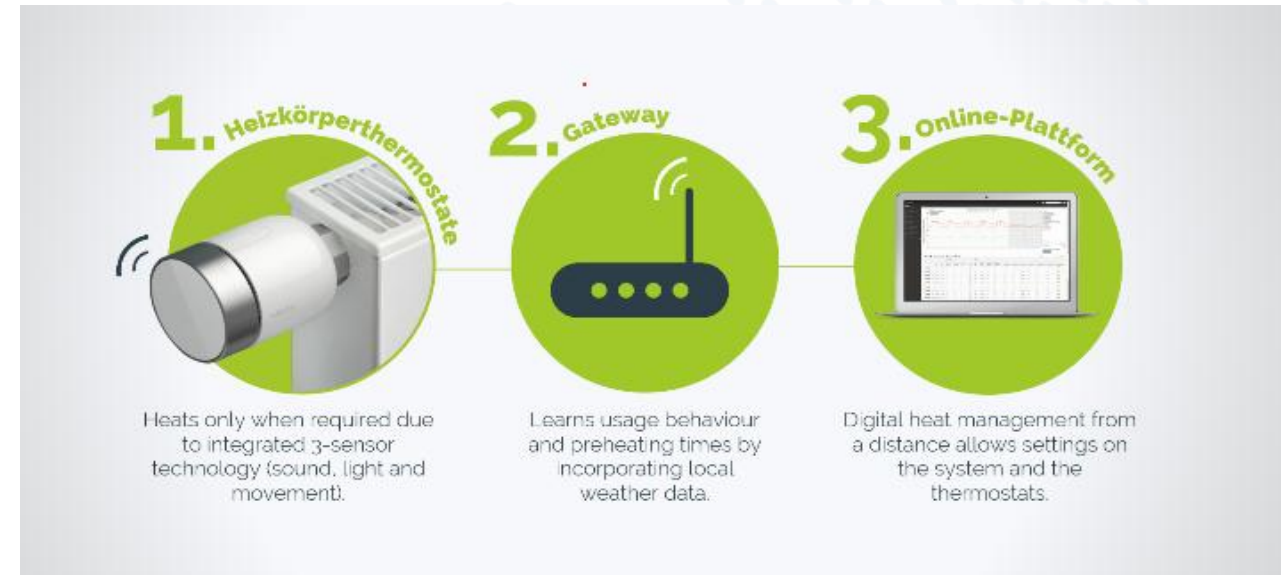 1. Heizkörperthermostate
Heats only when required due
to integrated 3-sensor
technology (sound, light and
movement).
2. Gateway
Learns usage behaviour
and preheating times by
incorporating local
weather data.
3. Online-Plattform
Digital heat management from
a distance allows settings on
the system and the
thermostats.